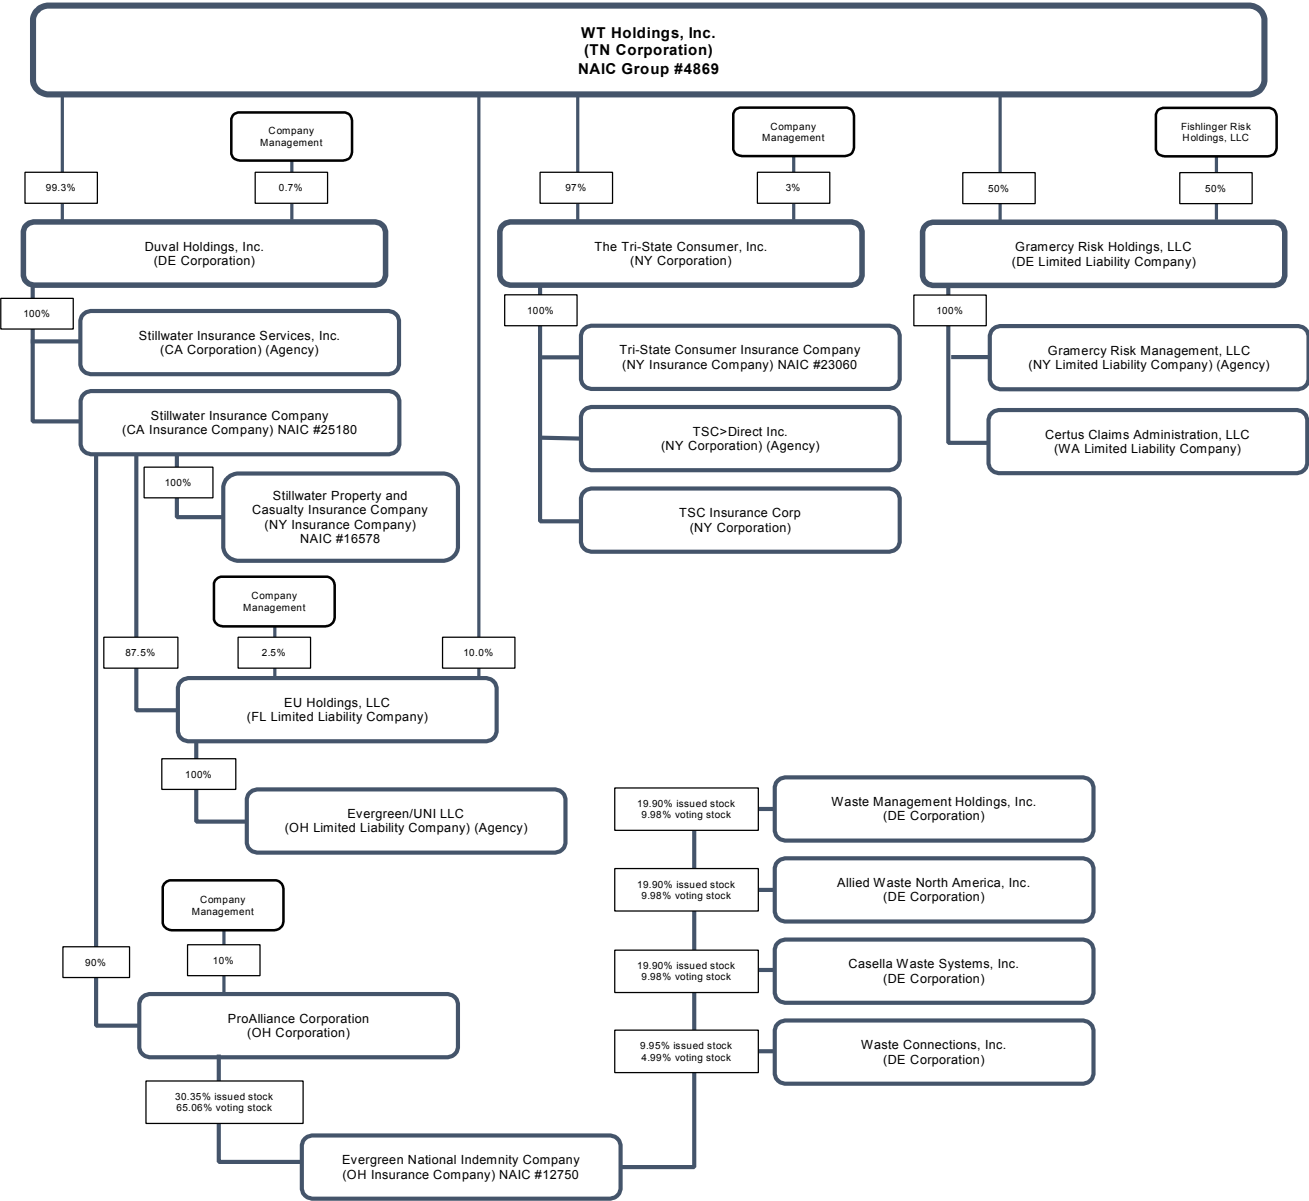 WT Holdings, Inc.
(TN Corporation)
NAIC Group #4869
Company
Management
Company
Management
Fishlinger Risk
Holdings, LLC
99.3%
0.7%
97%
3%
50%
50%
Duval Holdings, Inc.
(DE Corporation)
The Tri-State Consumer, Inc.
(NY Corporation)
Gramercy Risk Holdings, LLC
(DE Limited Liability Company)
100%
100%
100%
Stillwater Insurance Services, Inc.
(CA Corporation) (Agency)
Tri-State Consumer Insurance Company
(NY Insurance Company) NAIC #23060
Gramercy Risk Management, LLC
(NY Limited Liability Company) (Agency)
Stillwater Insurance Company
(CA Insurance Company) NAIC #25180
TSC>Direct Inc.
(NY Corporation) (Agency)
Certus Claims Administration, LLC
(WA Limited Liability Company)
100%
Stillwater Property and
Casualty Insurance Company
(NY Insurance Company)
NAIC #16578
TSC Insurance Corp
(NY Corporation)
Company
Management
87.5%
2.5%
10.0%
EU Holdings, LLC
(FL Limited Liability Company)
100%
Evergreen/UNI LLC
(OH Limited Liability Company) (Agency)
19.90% issued stock
9.98% voting stock
Waste Management Holdings, Inc.
(DE Corporation)
19.90% issued stock
9.98% voting stock
Allied Waste North America, Inc.
(DE Corporation)
Company
Management
90%
10%
19.90% issued stock
9.98% voting stock
Casella Waste Systems, Inc.
(DE Corporation)
ProAlliance Corporation
(OH Corporation)
9.95% issued stock
4.99% voting stock
Waste Connections, Inc.
(DE Corporation)
30.35% issued stock
65.06% voting stock
Evergreen National Indemnity Company
(OH Insurance Company) NAIC #12750